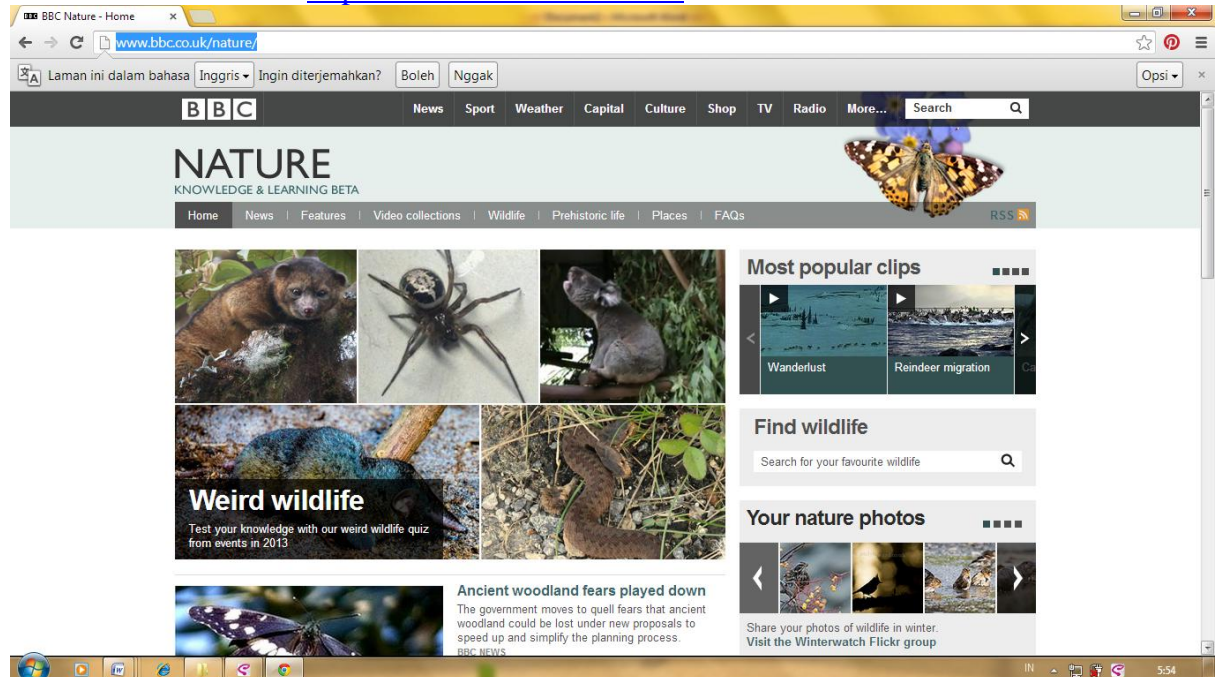 BBC Nature - Home
www.bbc.co.uk/nature/
Laman ini dalam bahasa Inggris Ingin diterjemahkan? Boleh Nggak Opsi
BBC News Sport Weather Capital Culture Shop TV Radio More... Search
NATURE
KNOWLEDGE & LEARNING BETA
Home News Features Video collections Wildlife Prehistoric life Places FAQs RSS
Most popular clips
Wanderlust Reindeer migration Ca
Find wildlife
Search for your favourite wildlife
Weird wildlife
Test your knowledge with our weird wildlife quiz
from events in 2013
Your nature photos
Share your photos of wildlife in winter.
Visit the Winterwatch Flickr group
Ancient woodland fears played down
The government moves to quell fears that ancient
woodland could be lost under new proposals to
speed up and simplify the planning process.
BBC NEWS
IN 5:54